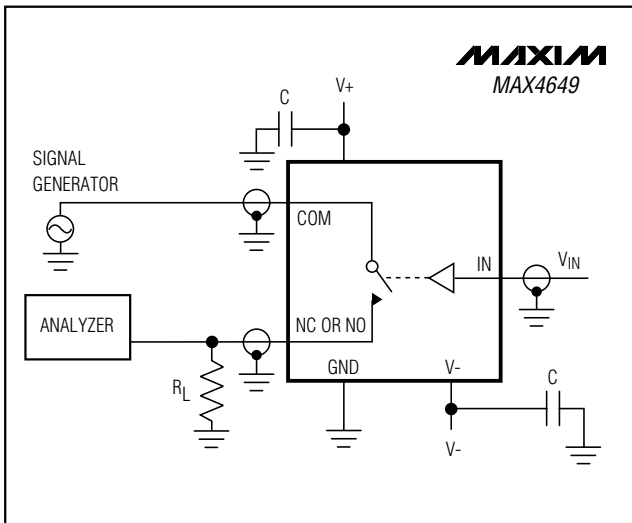 MAXIM
MAX4649
V+
C
SIGNAL
GENERATOR
COM
IN
VIN
ANALYZER
NC OR NO
RL
GND
V-
C
V-